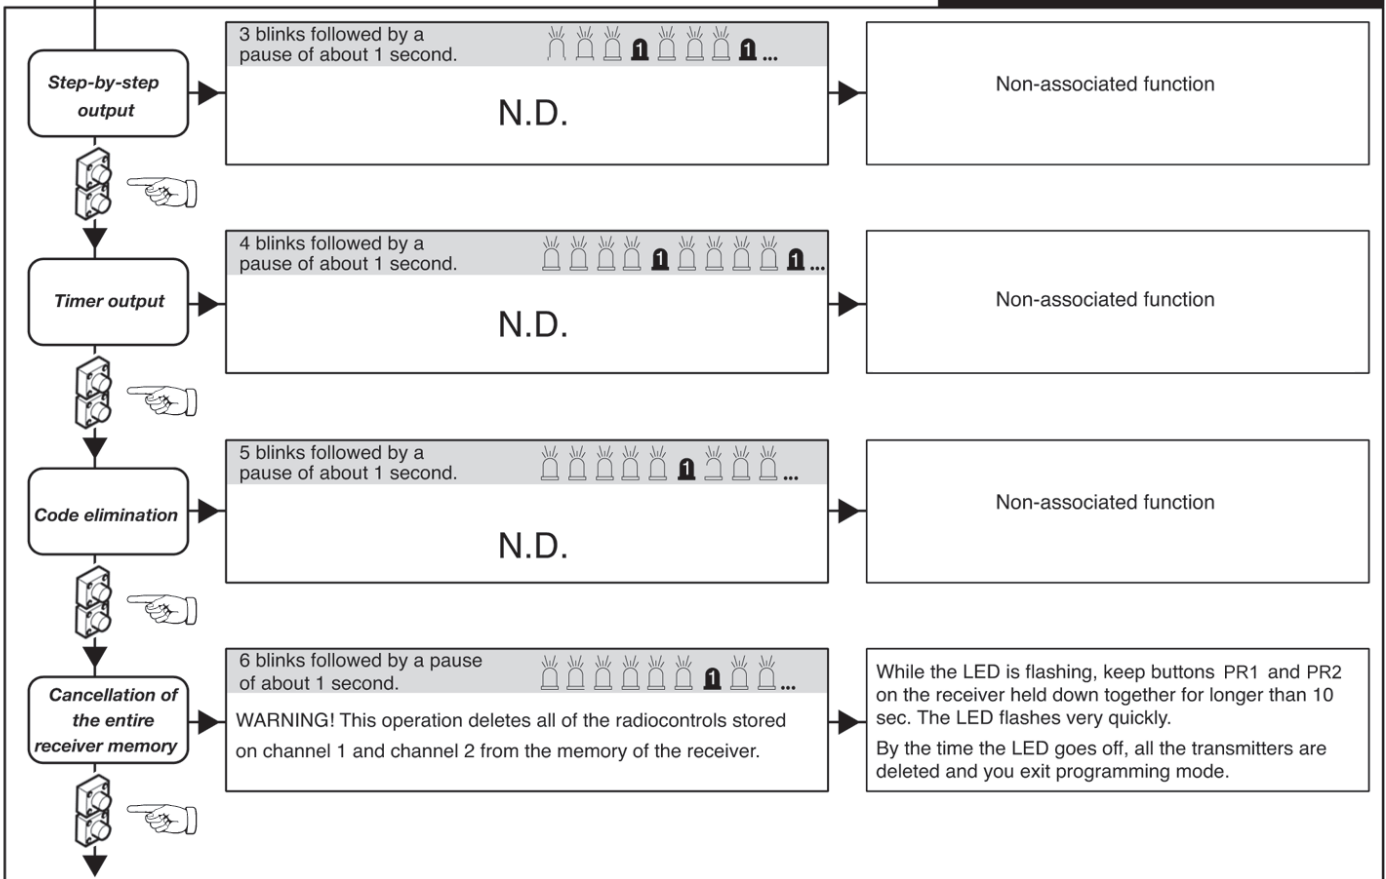 Step-by-step
output
3 blinks followed by a
pause of about 1 second.
1 1 ...
N.D.
Non-associated function
Timer output
4 blinks followed by a
pause of about 1 second.
1 1 ...
N.D.
Non-associated function
Code elimination
5 blinks followed by a
pause of about 1 second.
1 ...
N.D.
Non-associated function
Cancellation of
the entire
receiver memory
6 blinks followed by a pause
of about 1 second.
1 ...
WARNING! This operation deletes all of the radiocontrols stored
on channel 1 and channel 2 from the memory of the receiver.
While the LED is flashing, keep buttons PR1 and PR2
on the receiver held down together for longer than 10
sec. The LED flashes very quickly.
By the time the LED goes off, all the transmitters are
deleted and you exit programming mode.